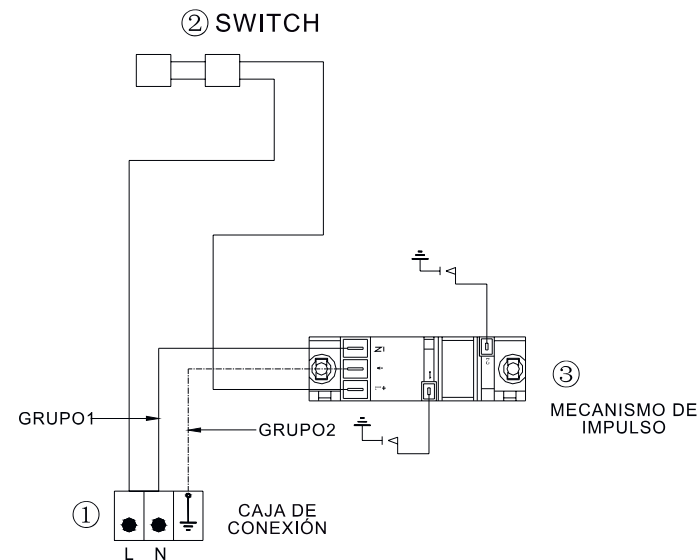 ② SWITCH
③
MECANISMO DE
IMPULSO
GRUPO1
GRUPO2
①
CAJA DE
CONEXIÓN
L N